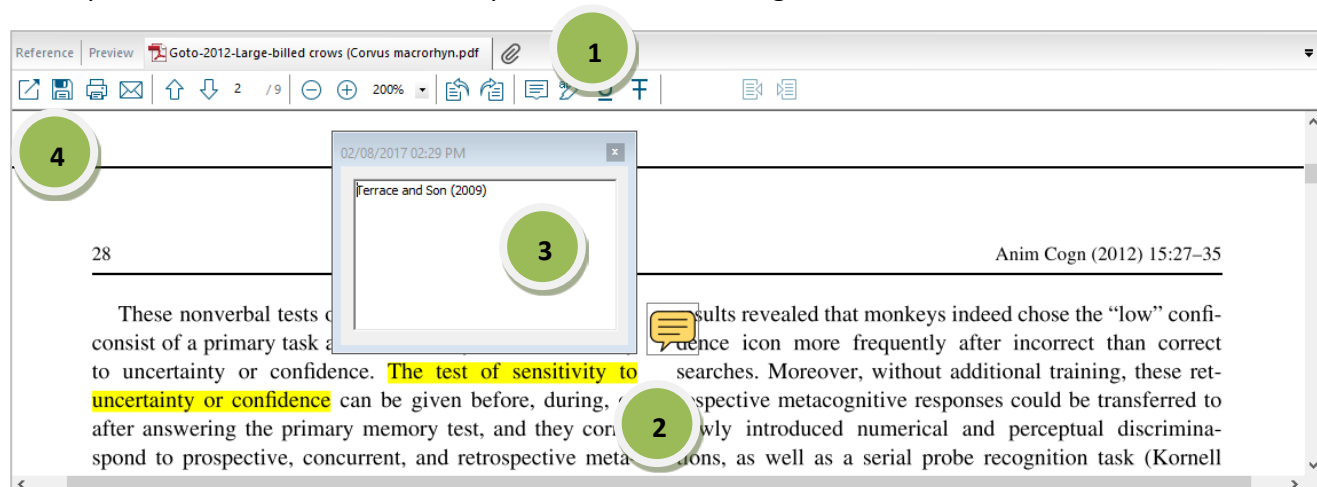 Reference Preview Goto-2012-Large-billed crows (Corvus macrorhyn.pdf
1
2 / 9 200%
4
02/08/2017 02:29 PM x
Terrace and Son (2009)
3
28 Anim Cogn (2012) 15:27–35
These nonverbal tests
consist of a primary task
to uncertainty or confidence. The test of sensitivity to
uncertainty or confidence can be given before, during,
after answering the primary memory test, and they
spond to prospective, concurrent, and retrospective meta-
2
revealed that monkeys indeed chose the “low” confi-
dence icon more frequently after incorrect than correct
searches. Moreover, without additional training, these ret-
rospective metacognitive responses could be transferred to
introduced numerical and perceptual discrimina-
tions, as well as a serial probe recognition task (Kornell